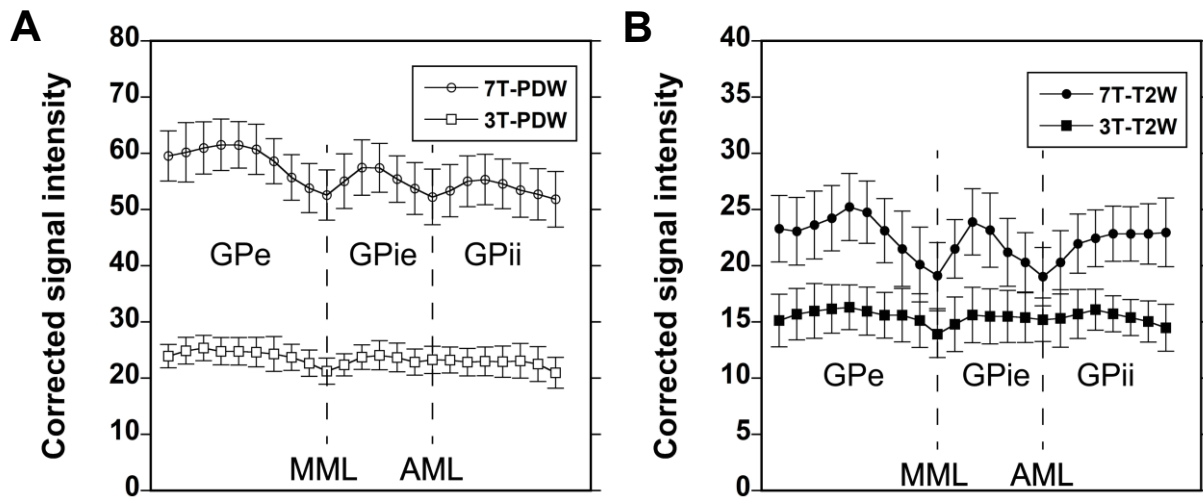 A
Corrected signal intensity
80
70
60
50
40
30
20
10
0
7T-PDW
3T-PDW
GPe
GPie
GPii
MML
AML
B
Corrected signal intensity
40
35
30
25
20
15
10
5
0
7T-T2W
3T-T2W
GPe
GPie
GPii
MML
AML